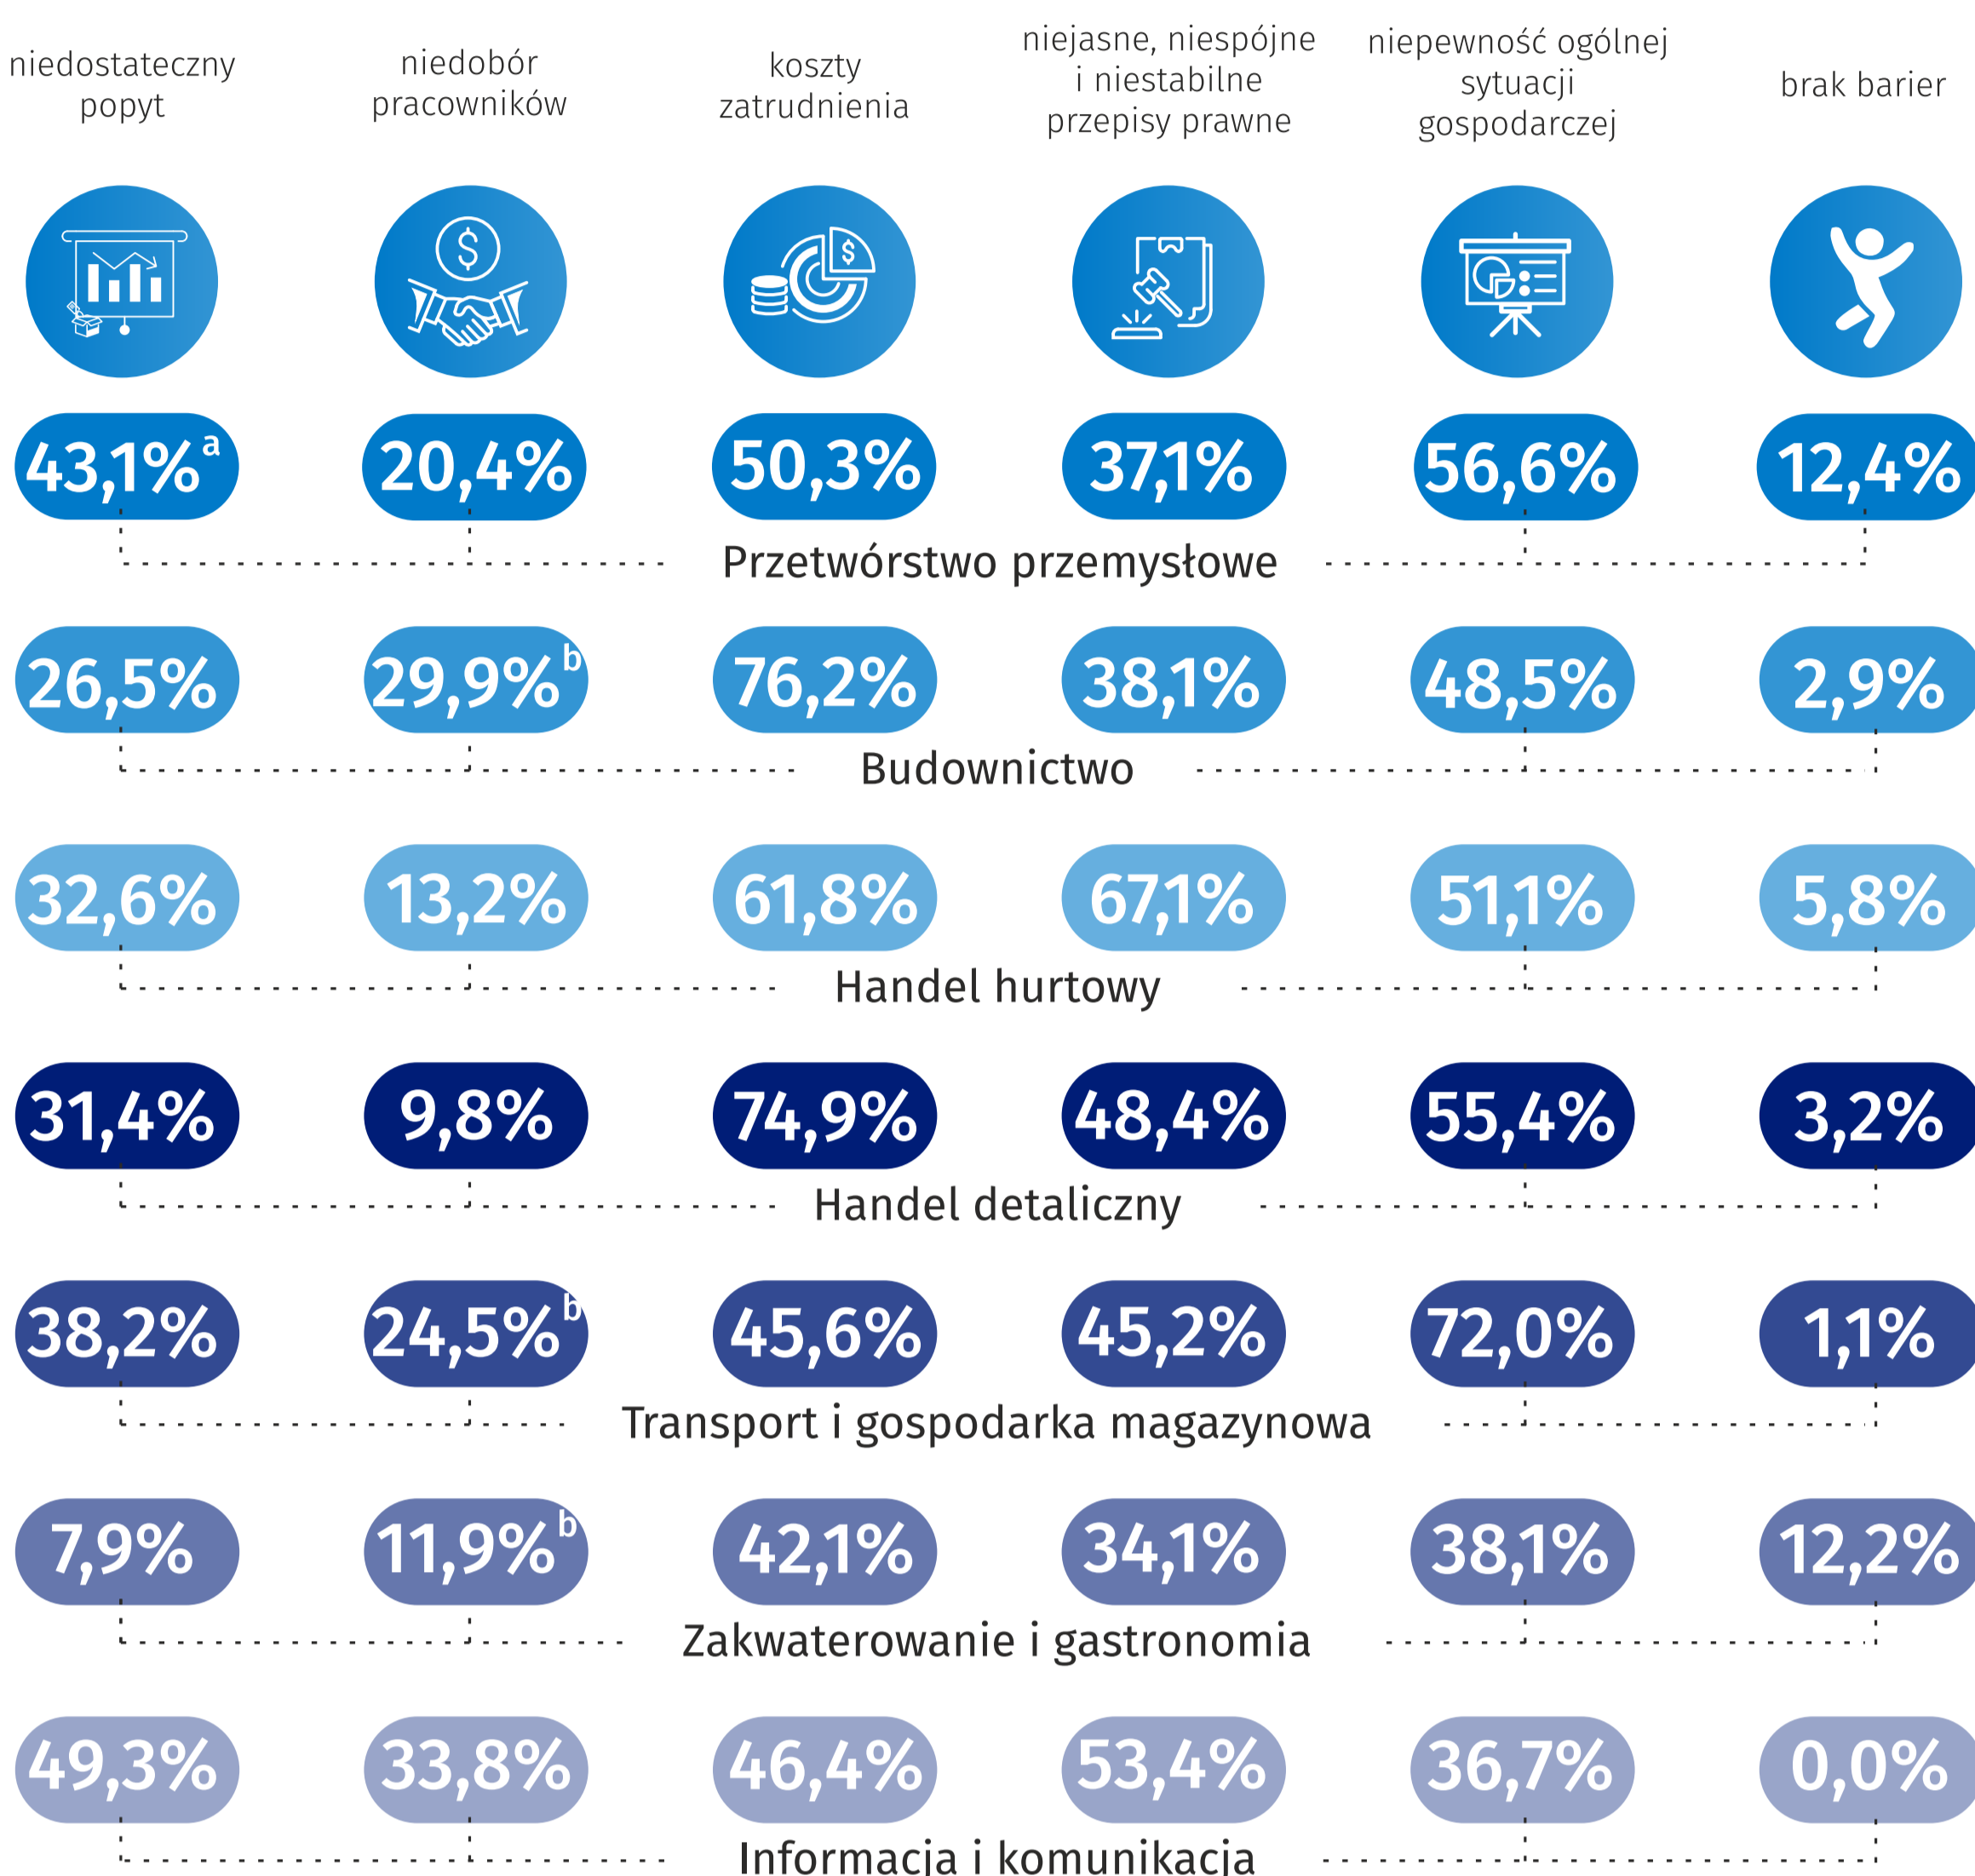 niedostateczny
popyt
niedobór
pracowników
koszty
zatrudnienia
niejasne, niespójne
i niestabilne
przepisy prawne
niepewność ogólnej
sytuacji
gospodarczej
brak barier
$
$
43,1%ᵃ 20,4% 50,3% 37,1% 56,6% 12,4%
Przetwórstwo przemysłowe
26,5% 29,9%ᵇ 76,2% 38,1% 48,5% 2,9%
Budownictwo
32,6% 13,2% 61,8% 67,1% 51,1% 5,8%
Handel hurtowy
31,4% 9,8% 74,9% 48,4% 55,4% 3,2%
Handel detaliczny
38,2% 24,5%ᵇ 45,6% 45,2% 72,0% 1,1%
Transport i gospodarka magazynowa
7,9% 11,9%ᵇ 42,1% 34,1% 38,1% 12,2%
Zakwaterowanie i gastronomia
49,3% 33,8% 46,4% 53,4% 36,7% 0,0%
Informacja i komunikacja